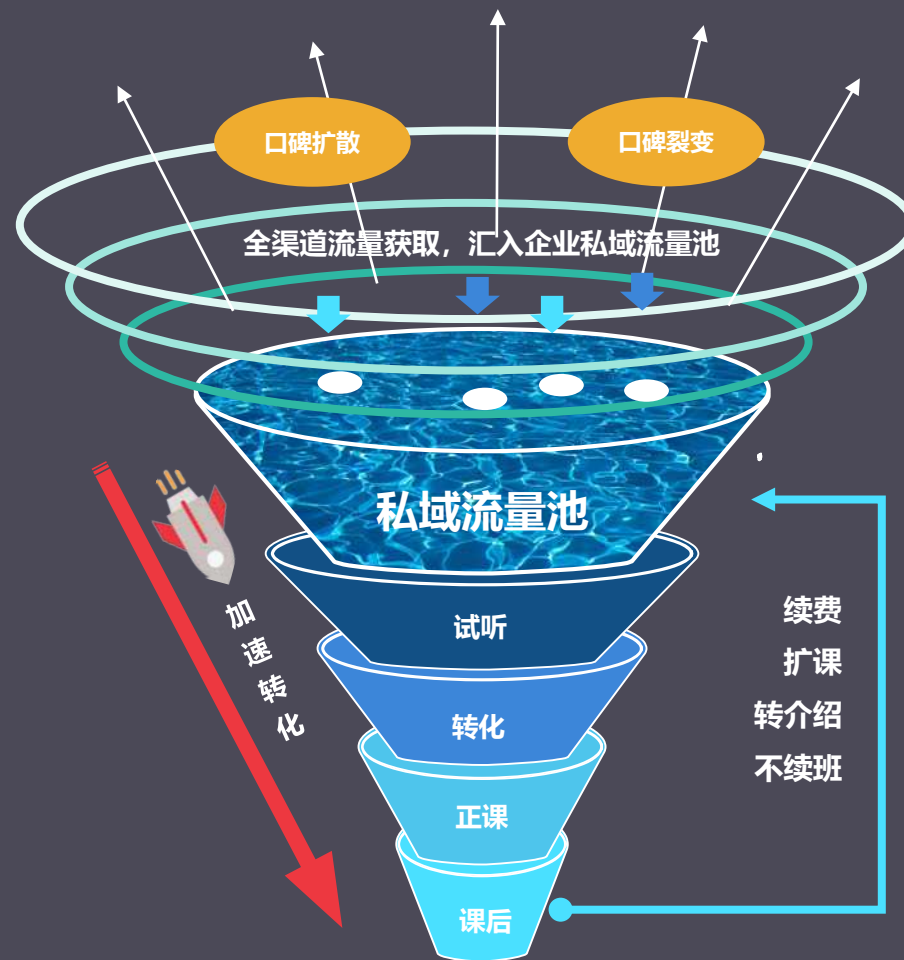 口碑扩散
口碑裂变
全渠道流量获取，汇入企业私域流量池
私域流量池
加速转化
试听
转化
正课
课后
续费
扩课
转介绍
不续班